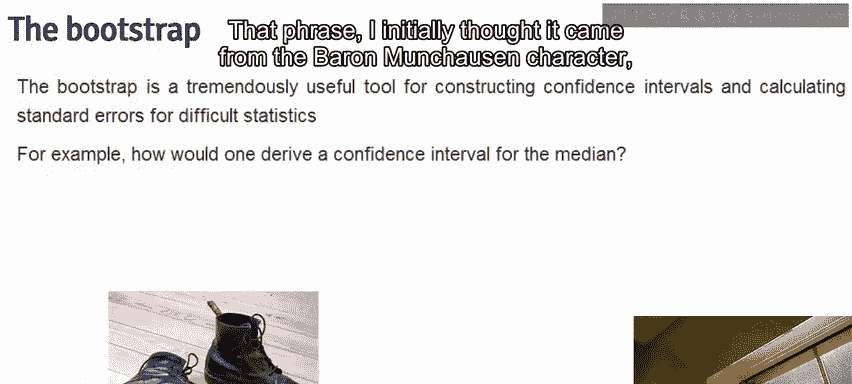 The bootstrap
That phrase, I initially thought it came
from the Baron Munchausen character,
The bootstrap is a tremendously useful tool for constructing confidence intervals and calculating
standard errors for difficult statistics
For example, how would one derive a confidence interval for the median?